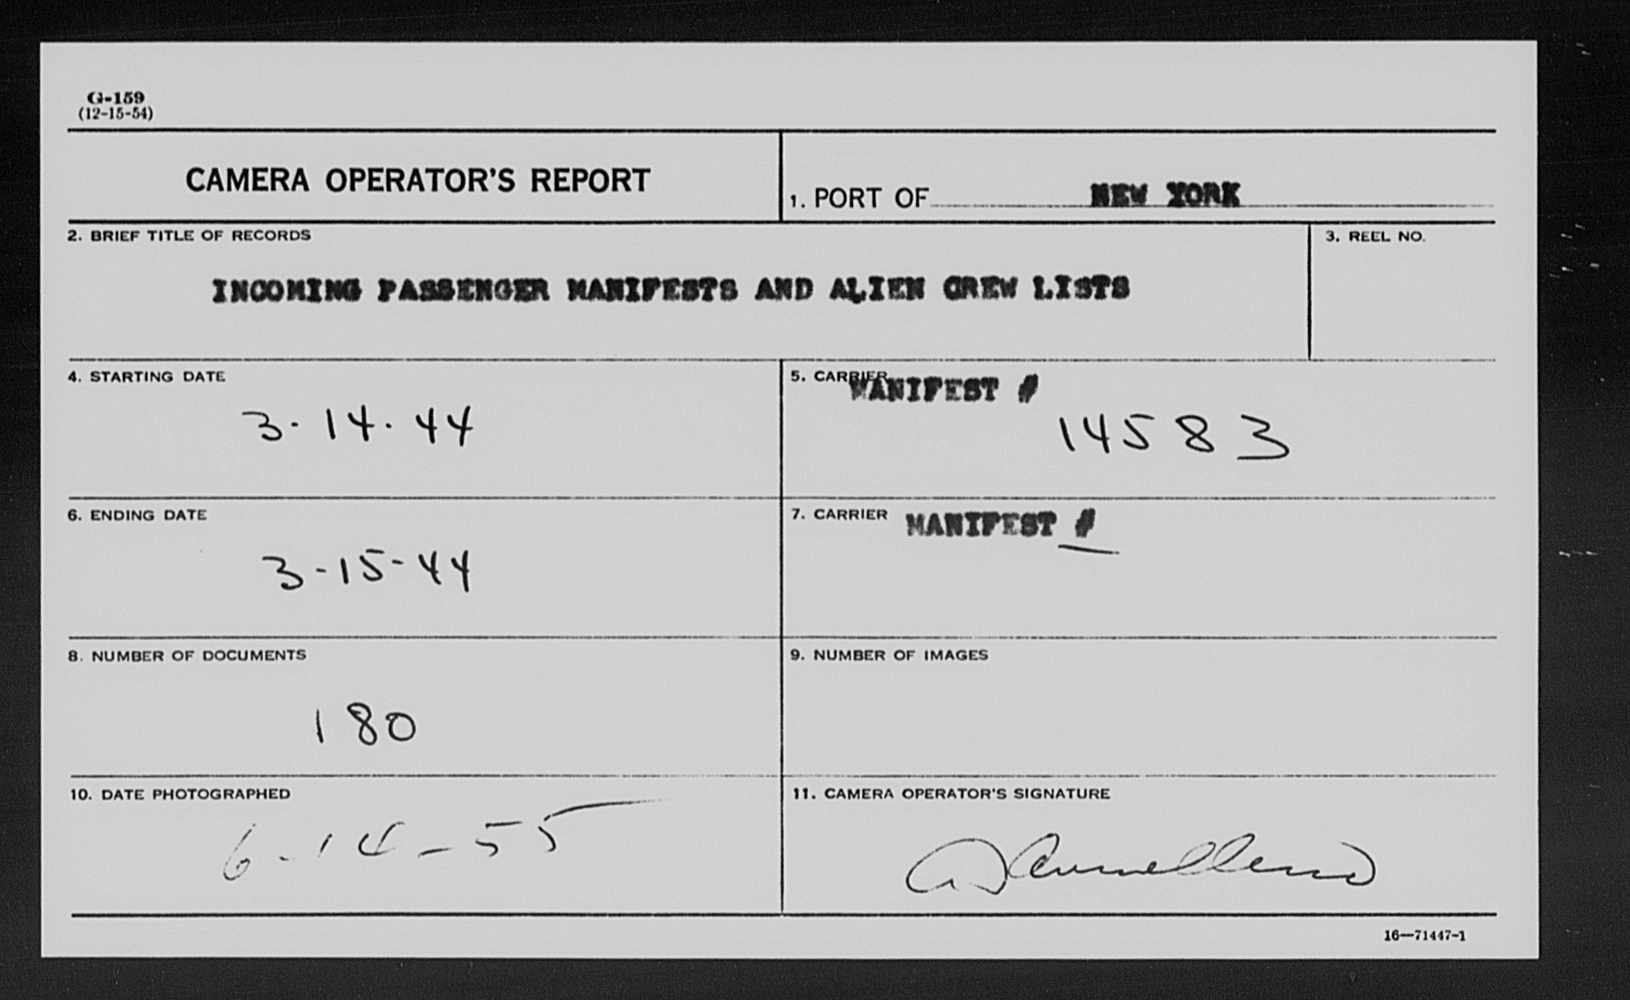 G-159
(12-15-54)
CAMERA OPERATOR'S REPORT
1. PORT OF NEW YORK
2. BRIEF TITLE OF RECORDS
3. REEL NO.
INCOMING PASSENGER MANIFESTS AND ALIEN CREW LISTS
4. STARTING DATE
5. CARRIER
MANIFEST #
3-14-44
14583
6. ENDING DATE
7. CARRIER MANIFEST #
3-15-44
8. NUMBER OF DOCUMENTS
9. NUMBER OF IMAGES
180
10. DATE PHOTOGRAPHED
11. CAMERA OPERATOR'S SIGNATURE
6-14-55
16—71447-1